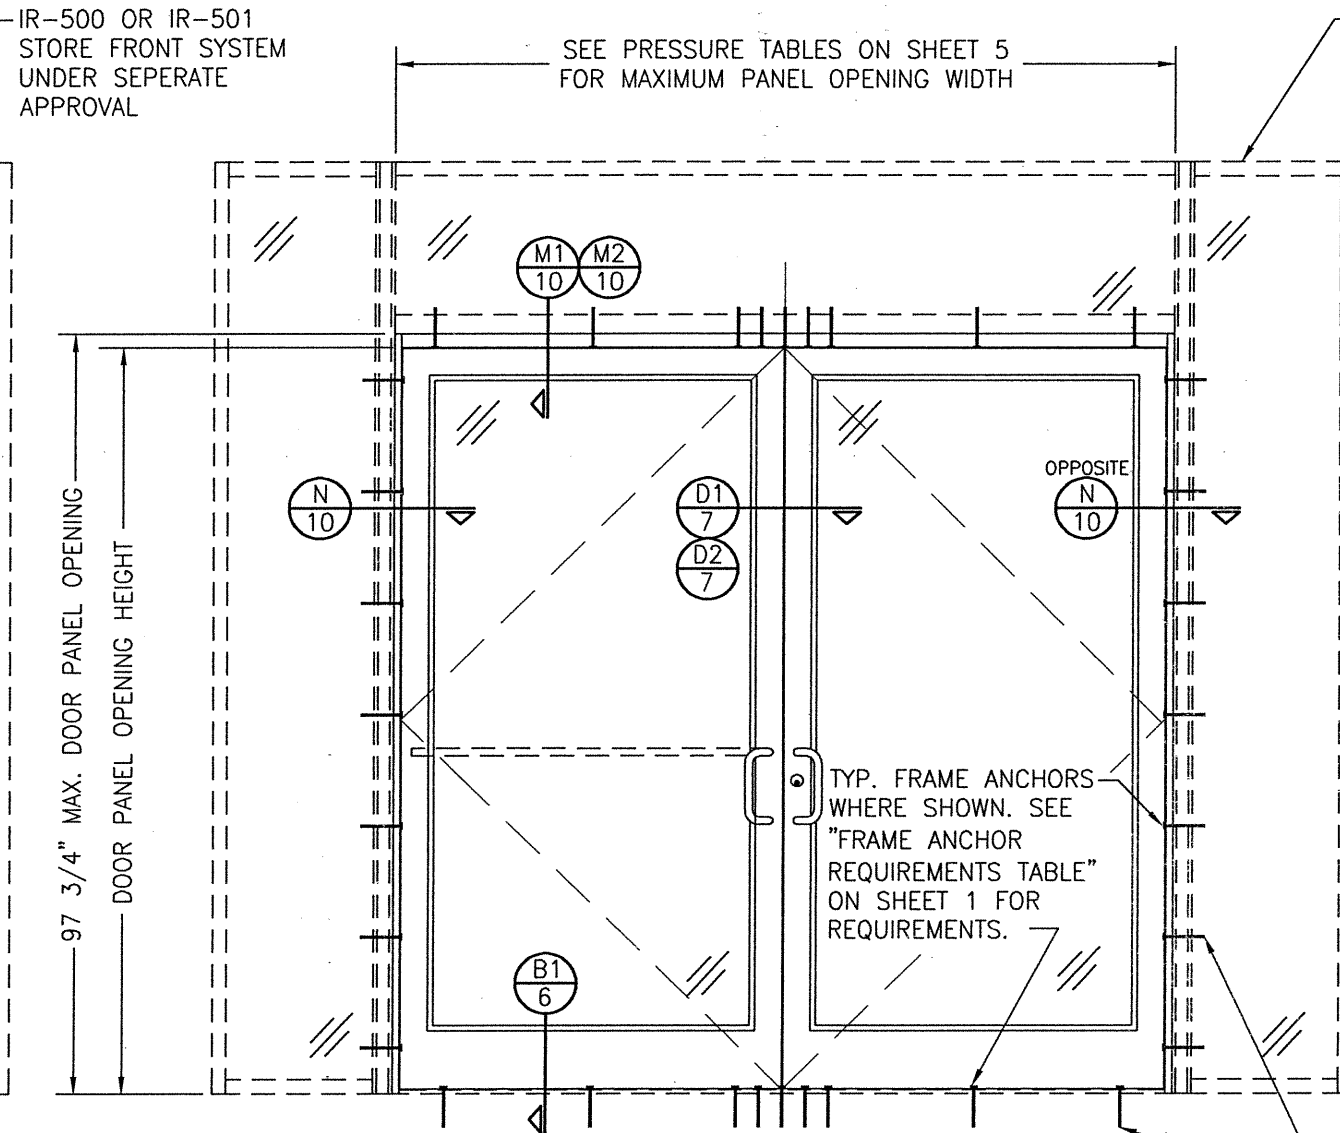 IR-500 OR IR-501
STORE FRONT SYSTEM
UNDER SEPERATE
APPROVAL
SEE PRESSURE TABLES ON SHEET 5
FOR MAXIMUM PANEL OPENING WIDTH
M1
10
M2
10
97 3/4" MAX. DOOR PANEL OPENING
DOOR PANEL OPENING HEIGHT
N
10
D1
7
D2
7
OPPOSITE
N
10
TYP. FRAME ANCHORS
WHERE SHOWN. SEE
"FRAME ANCHOR
REQUIREMENTS TABLE"
ON SHEET 1 FOR
REQUIREMENTS.
B1
6